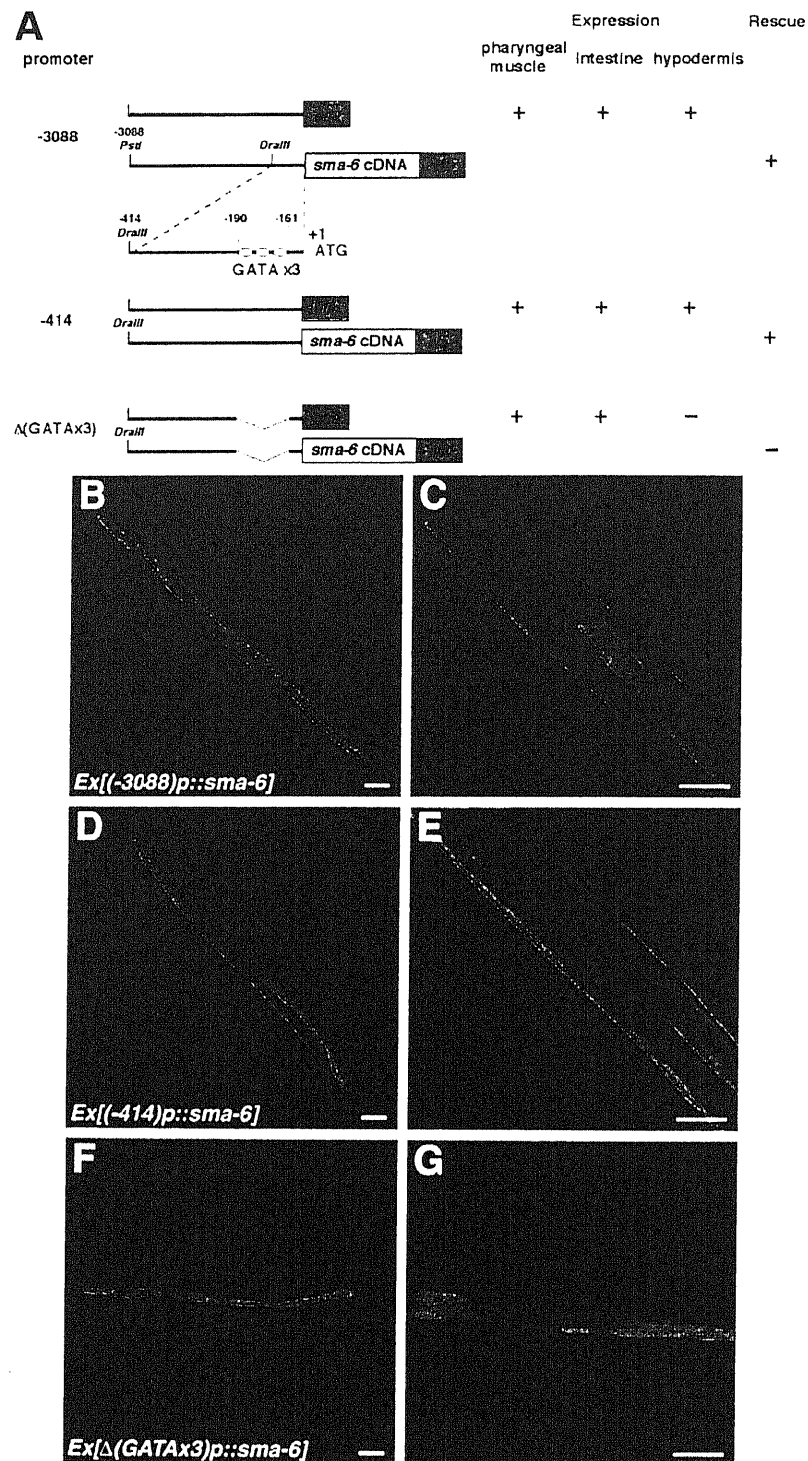 A
Expression Rescue
promoter pharyngeal muscle intestine hypodermis
+ + +
-3088
-3088 PstI DraIII
sma-6 cDNA +
-414 DraIII -190 -161 +1 ATG
GATA x3
-414
+ + +
DraIII
sma-6 cDNA +
Δ(GATAx3)
+ + –
DraIII
sma-6 cDNA –
B C
Ex[(-3088)p::sma-6]
D E
Ex[(-414)p::sma-6]
F G
Ex[Δ(GATAx3)p::sma-6]